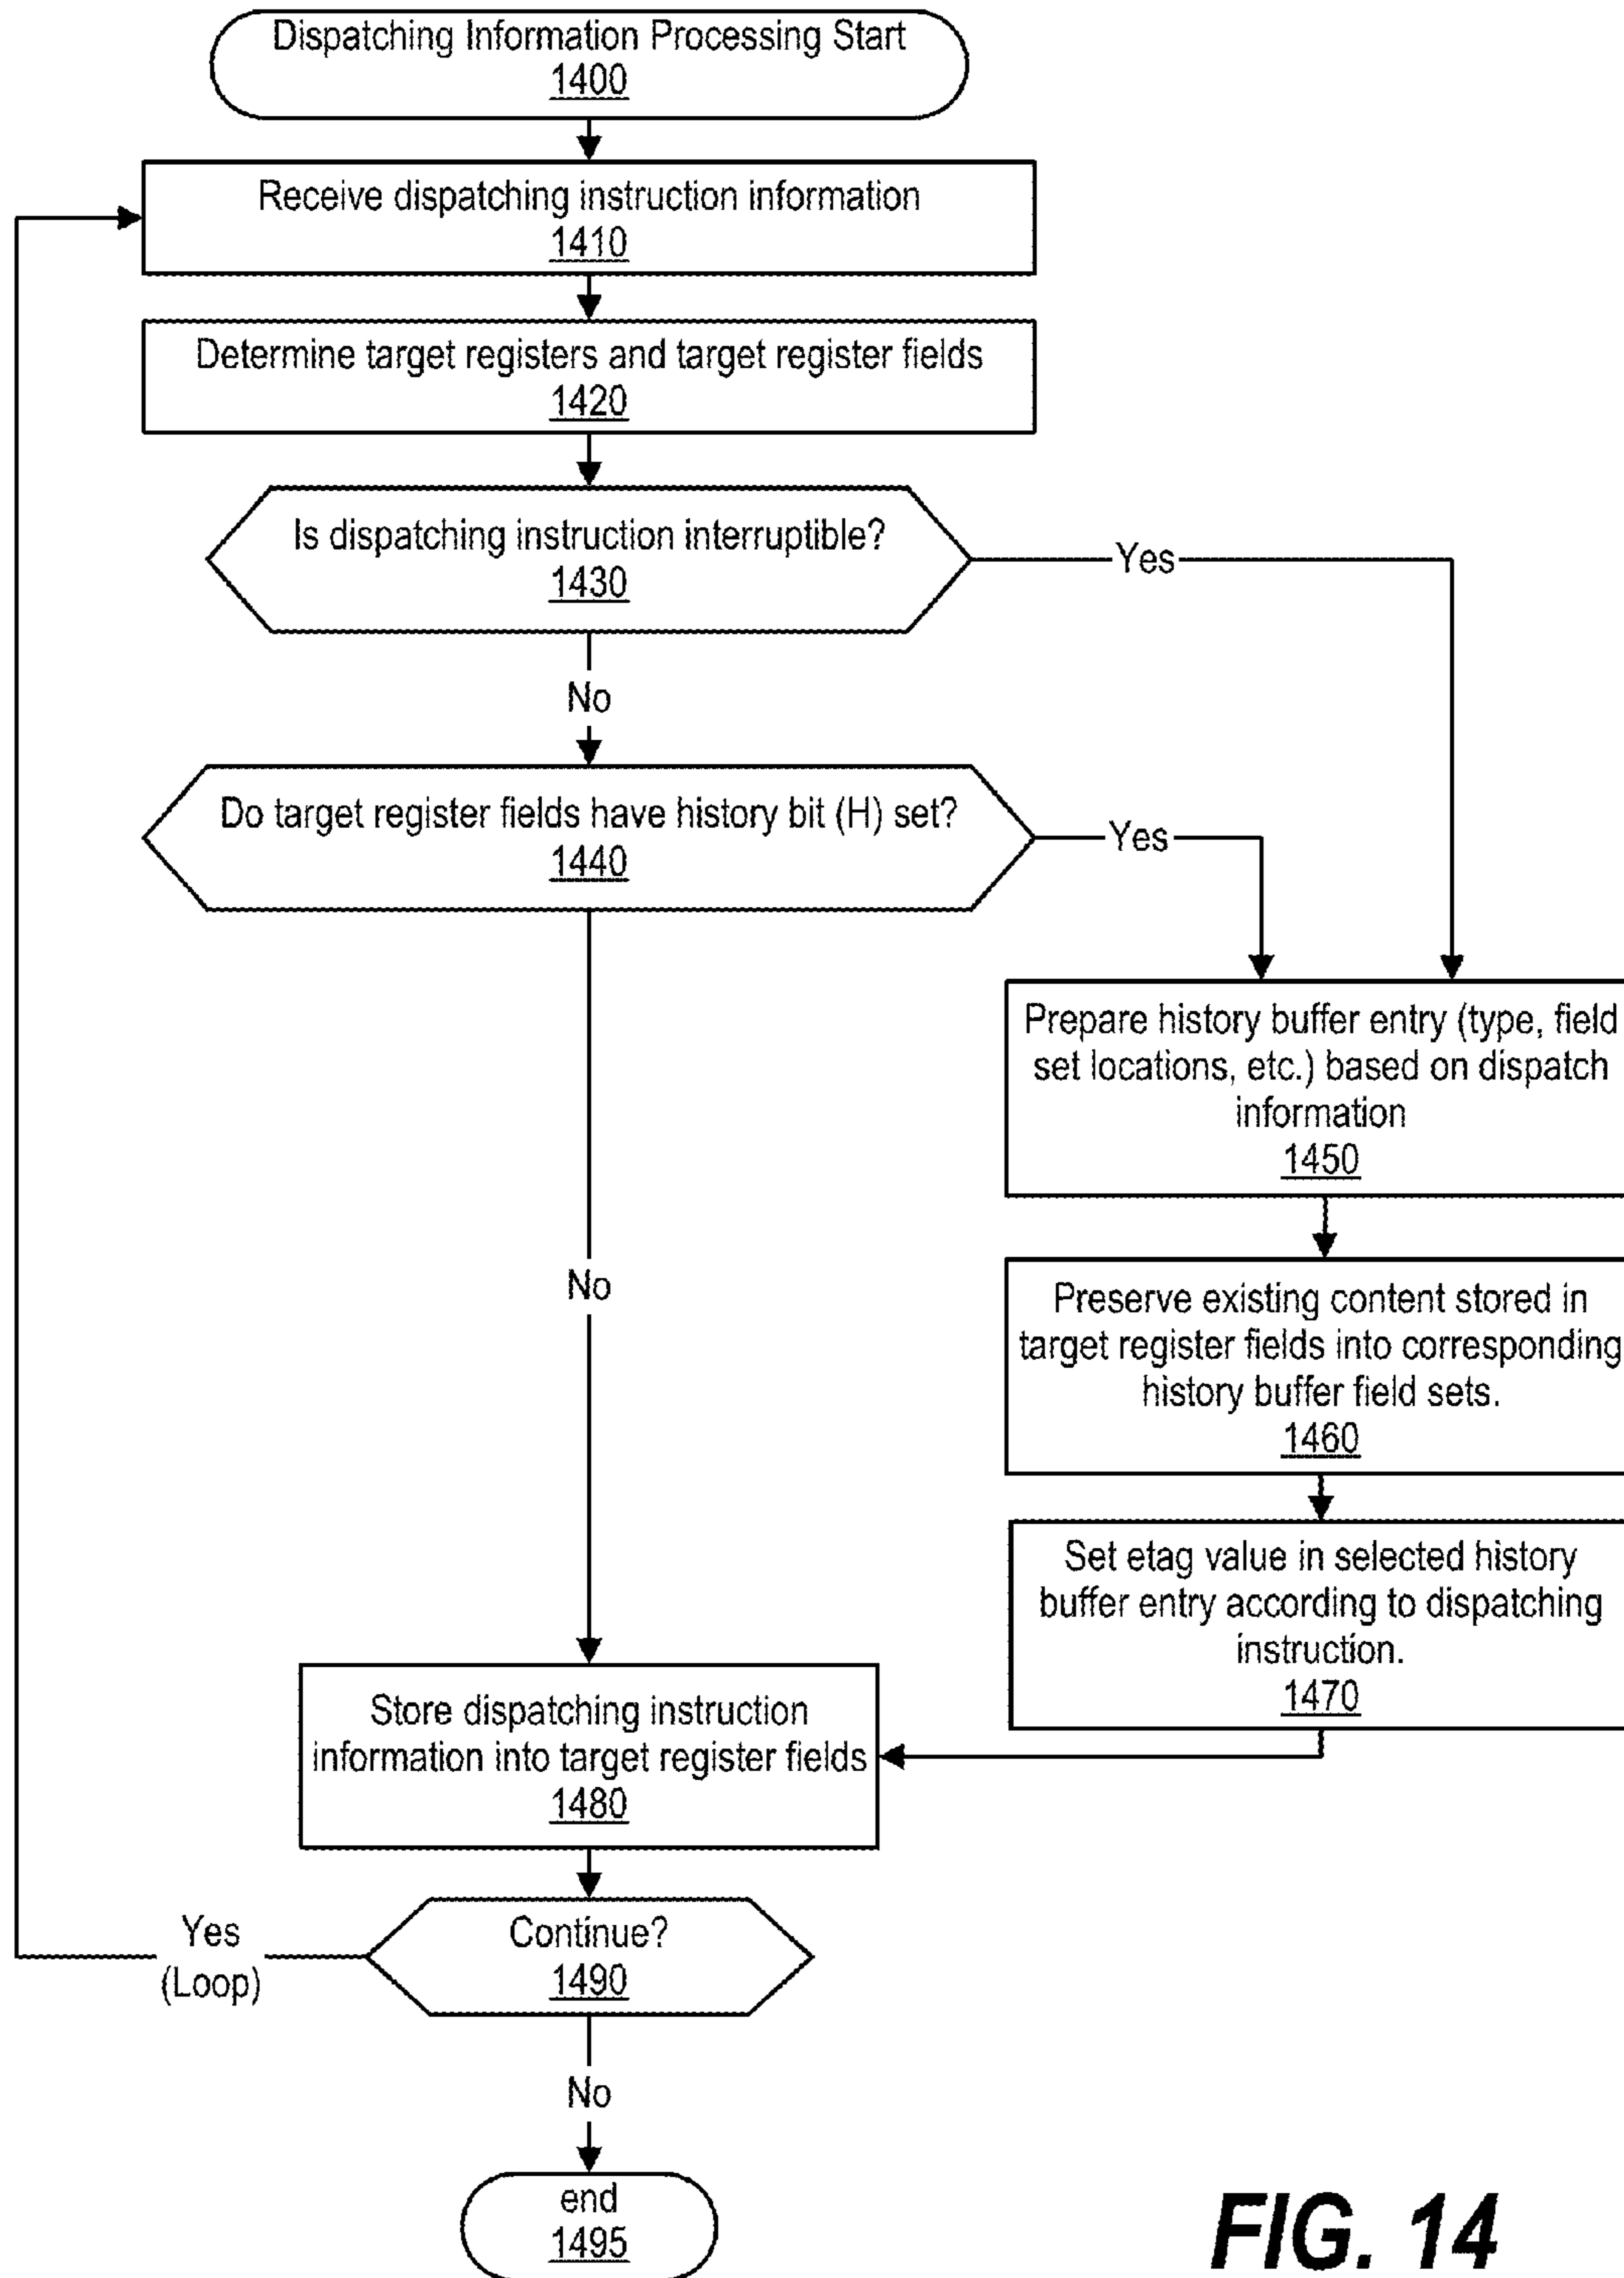 Dispatching Information Processing Start
1400
Receive dispatching instruction information
1410
Determine target registers and target register fields
1420
Is dispatching instruction interruptible?
1430
Yes
No
Do target register fields have history bit (H) set?
1440
Yes
Prepare history buffer entry (type, field
set locations, etc.) based on dispatch
information
1450
No
Preserve existing content stored in
target register fields into corresponding
history buffer field sets.
1460
Set etag value in selected history
buffer entry according to dispatching
instruction.
1470
Store dispatching instruction
information into target register fields
1480
Continue?
1490
Yes
(Loop)
No
end
1495
FIG. 14